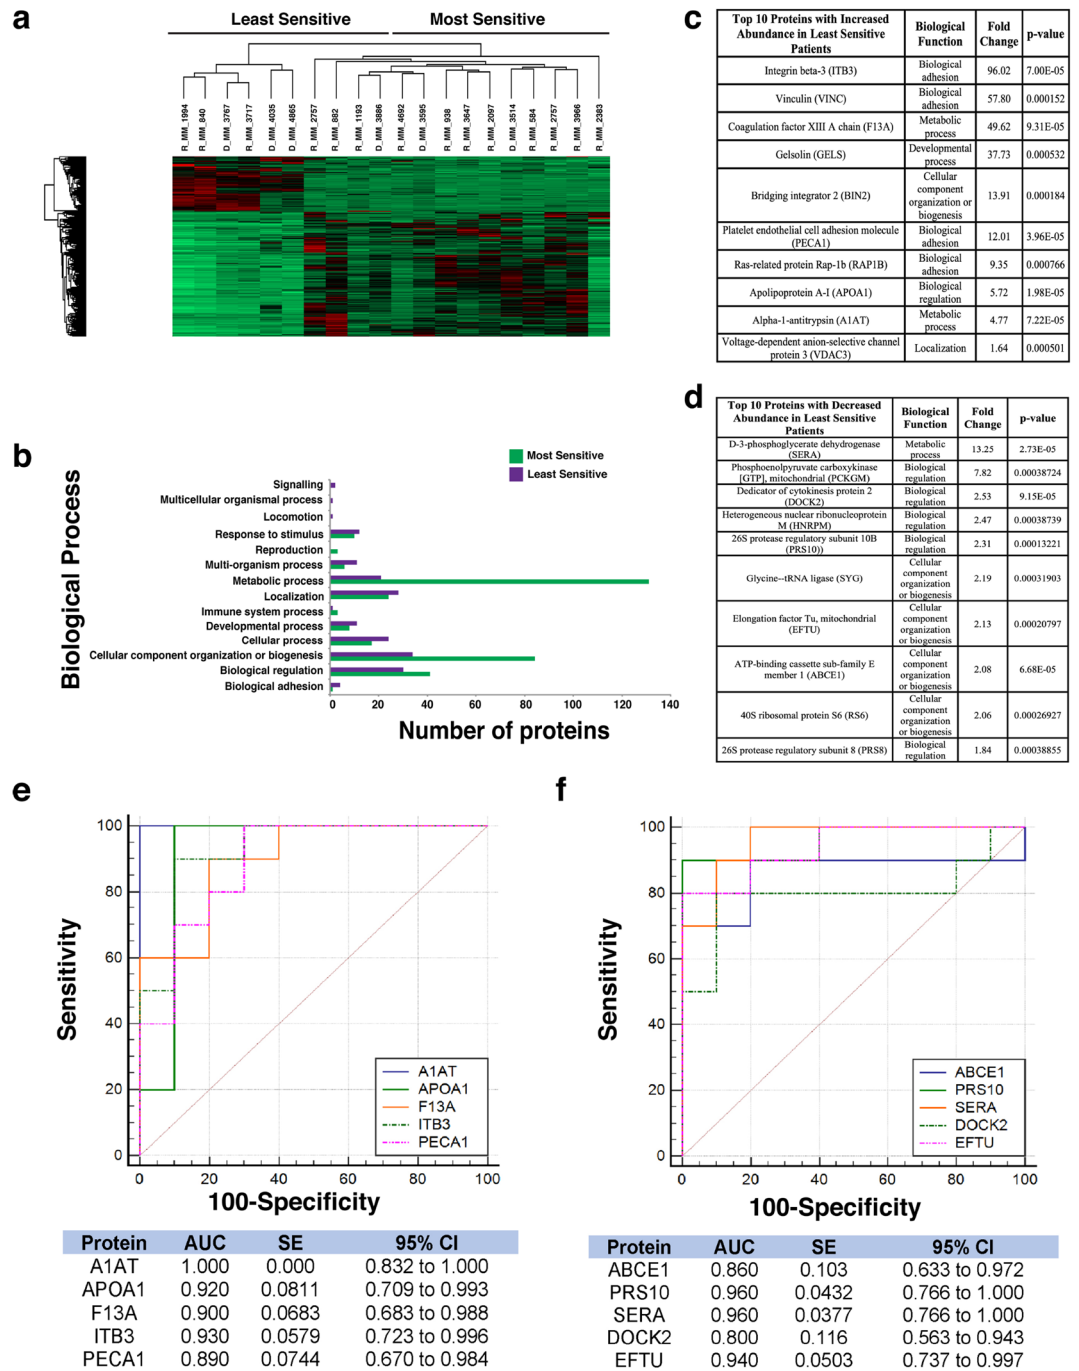 a
Least Sensitive
Most Sensitive
R_MM_1994
R_MM_840
D_MM_3767
R_MM_3717
D_MM_4035
D_MM_4865
R_MM_2757
R_MM_882
R_MM_1193
D_MM_3886
R_MM_4692
D_MM_3595
R_MM_938
R_MM_3647
R_MM_2097
D_MM_3514
R_MM_584
R_MM_2757
R_MM_3966
R_MM_2383
b
Biological Process
Most Sensitive
Least Sensitive
Signalling
Multicellular organismal process
Locomotion
Response to stimulus
Reproduction
Multi-organism process
Metabolic process
Localization
Immune system process
Developmental process
Cellular process
Cellular component organization or biogenesis
Biological regulation
Biological adhesion
0 20 40 60 80 100 120 140
Number of proteins
c
Top 10 Proteins with Increased Abundance in Least Sensitive Patients | Biological Function | Fold Change | p-value
Integrin beta-3 (ITB3) Biological adhesion 96.02 7.00E-05
Vinculin (VINC) Biological adhesion 57.80 0.000152
Coagulation factor XIII A chain (F13A) Metabolic process 49.62 9.31E-05
Gelsolin (GELS) Developmental process 37.73 0.000532
Bridging integrator 2 (BIN2) Cellular component organization or biogenesis 13.91 0.000184
Platelet endothelial cell adhesion molecule (PECA1) Biological adhesion 12.01 3.96E-05
Ras-related protein Rap-1b (RAP1B) Biological adhesion 9.35 0.000766
Apolipoprotein A-I (APOA1) Biological regulation 5.72 1.98E-05
Alpha-1-antitrypsin (A1AT) Metabolic process 4.77 7.22E-05
Voltage-dependent anion-selective channel protein 3 (VDAC3) Localization 1.64 0.000501
d
Top 10 Proteins with Decreased Abundance in Least Sensitive Patients Biological Function Fold Change p-value
D-3-phosphoglycerate dehydrogenase (SERA) Metabolic process 13.25 2.73E-05
Phosphoenolpyruvate carboxykinase [GTP], mitochondrial (PCKGM) Biological regulation 7.82 0.00038724
Dedicator of cytokinesis protein 2 (DOCK2) Biological regulation 2.53 9.15E-05
Heterogeneous nuclear ribonucleoprotein M (HNRPM) Biological regulation 2.47 0.00038739
26S protease regulatory subunit 10B (PRS10)) Biological regulation 2.31 0.00013221
Glycine--tRNA ligase (SYG) Cellular component organization or biogenesis 2.19 0.00031903
Elongation factor Tu, mitochondrial (EFTU) Cellular component organization or biogenesis 2.13 0.00020797
ATP-binding cassette sub-family E member 1 (ABCE1) Cellular component organization or biogenesis 2.08 6.68E-05
40S ribosomal protein S6 (RS6) Cellular component organization or biogenesis 2.06 0.00026927
26S protease regulatory subunit 8 (PRS8) Biological regulation 1.84 0.00038855
e
Sensitivity
100
80
60
40
20
0
0 20 40 60 80 100
100-Specificity
A1AT
APOA1
F13A
ITB3
PECA1
Protein AUC SE 95% CI
A1AT 1.000 0.000 0.832 to 1.000
APOA1 0.920 0.0811 0.709 to 0.993
F13A 0.900 0.0683 0.683 to 0.988
ITB3 0.930 0.0579 0.723 to 0.996
PECA1 0.890 0.0744 0.670 to 0.984
f
Sensitivity
100
80
60
40
20
0
0 20 40 60 80 100
100-Specificity
ABCE1
PRS10
SERA
DOCK2
EFTU
Protein AUC SE 95% CI
ABCE1 0.860 0.103 0.633 to 0.972
PRS10 0.960 0.0432 0.766 to 1.000
SERA 0.960 0.0377 0.766 to 1.000
DOCK2 0.800 0.116 0.563 to 0.943
EFTU 0.940 0.0503 0.737 to 0.997